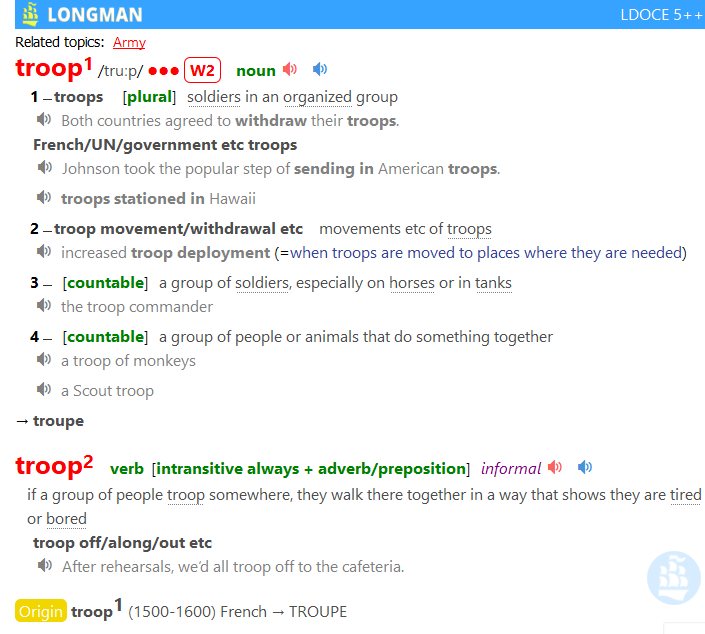 LONGMAN LDOCE 5++
Related topics: Army
troop1 /truːp/ ●●● W2 noun
1 – troops [plural] soldiers in an organized group
Both countries agreed to withdraw their troops.
French/UN/government etc troops
Johnson took the popular step of sending in American troops.
troops stationed in Hawaii
2 – troop movement/withdrawal etc movements etc of troops
increased troop deployment (=when troops are moved to places where they are needed)
3 – [countable] a group of soldiers, especially on horses or in tanks
the troop commander
4 – [countable] a group of people or animals that do something together
a troop of monkeys
a Scout troop
→ troupe
troop2 verb [intransitive always + adverb/preposition] informal
if a group of people troop somewhere, they walk there together in a way that shows they are tired
or bored
troop off/along/out etc
After rehearsals, we’d all troop off to the cafeteria.
Origin troop1 (1500-1600) French → TROUPE